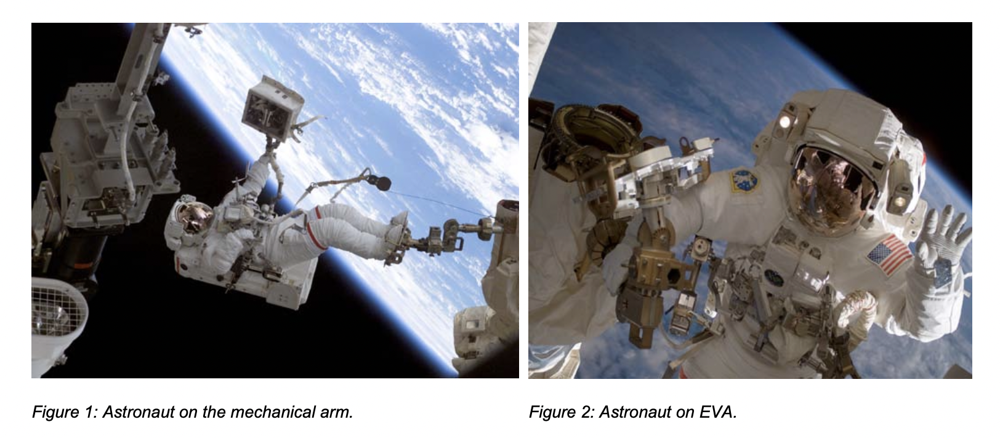 Figure 1: Astronaut on the mechanical arm.
Figure 2: Astronaut on EVA.